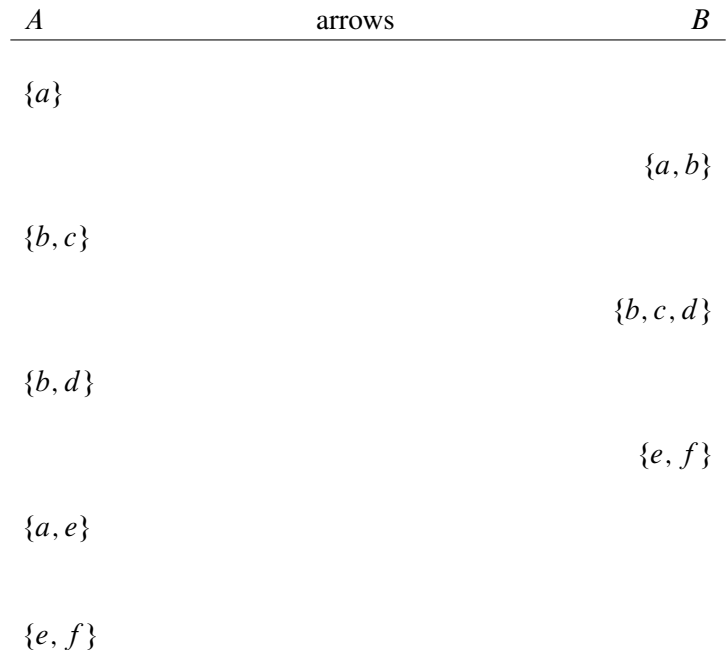 A arrows B
{a}
{a, b}
{b, c}
{b, c, d}
{b, d}
{e, f}
{a, e}
{e, f}